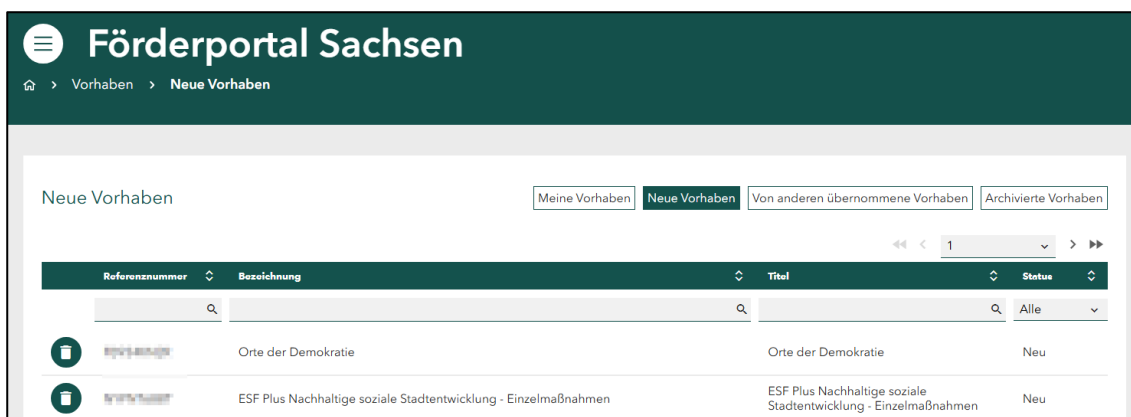 Förderportal Sachsen
> Vorhaben > Neue Vorhaben
Neue Vorhaben
Meine Vorhaben Neue Vorhaben Von anderen übernommene Vorhaben Archivierte Vorhaben
1
Referenznummer Bezeichnung Titel Status
Alle
Orte der Demokratie Orte der Demokratie Neu
ESF Plus Nachhaltige soziale Stadtentwicklung - Einzelmaßnahmen ESF Plus Nachhaltige soziale Neu
Stadtentwicklung - Einzelmaßnahmen